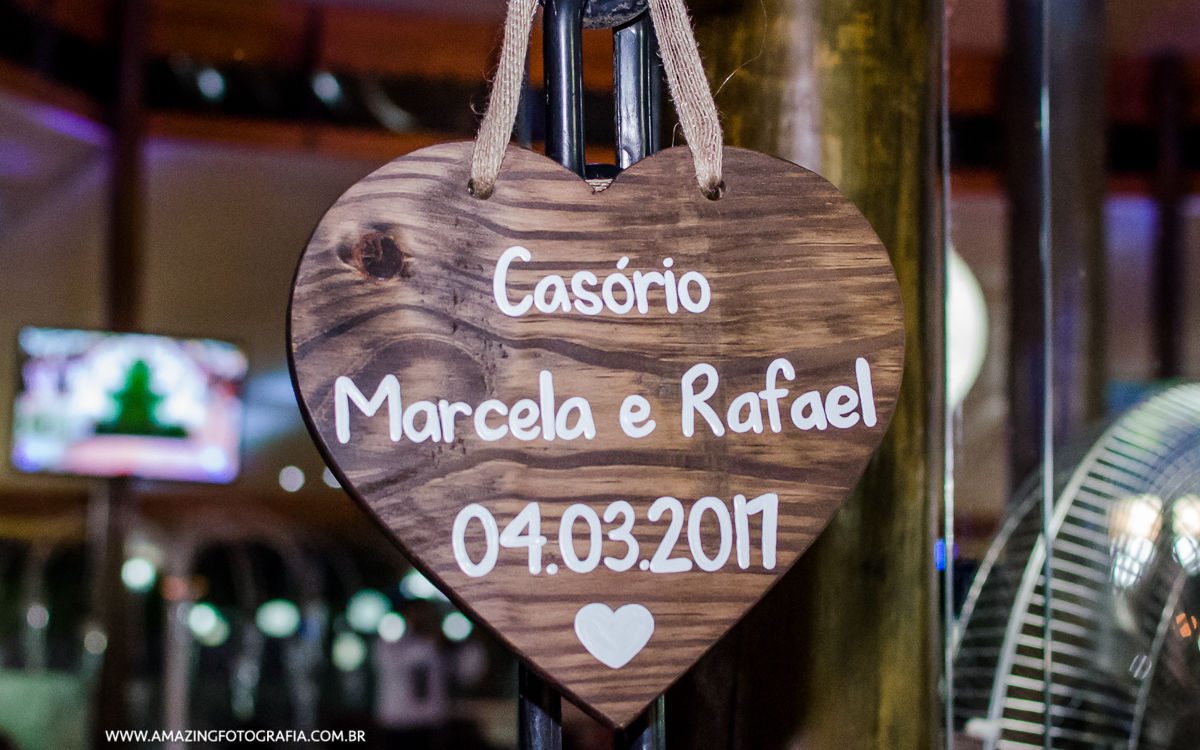 Casório
Marcela e Rafael
04.03.2017
WWW.AMAZINGFOTOGRAFIA.COM.BR